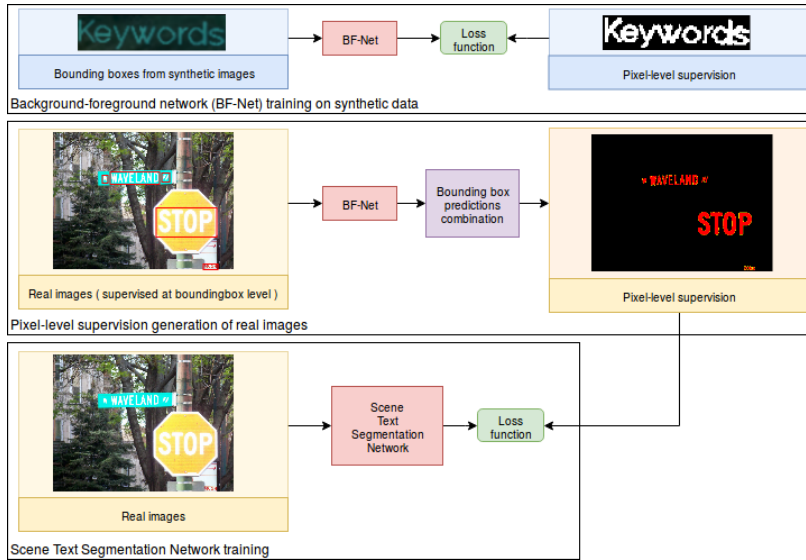 Keywords
BF-Net
Loss
function
Keywords
Bounding boxes from synthetic images
Pixel-level supervision
Background-foreground network (BF-Net) training on synthetic data
WAVELAND
STOP
BF-Net
Bounding box
predictions
combination
WAVELAND
STOP
Real images ( supervised at boundingbox level )
Pixel-level supervision
Pixel-level supervision generation of real images
WAVELAND
STOP
Scene
Text
Segmentation
Network
Loss
function
Real images
Scene Text Segmentation Network training